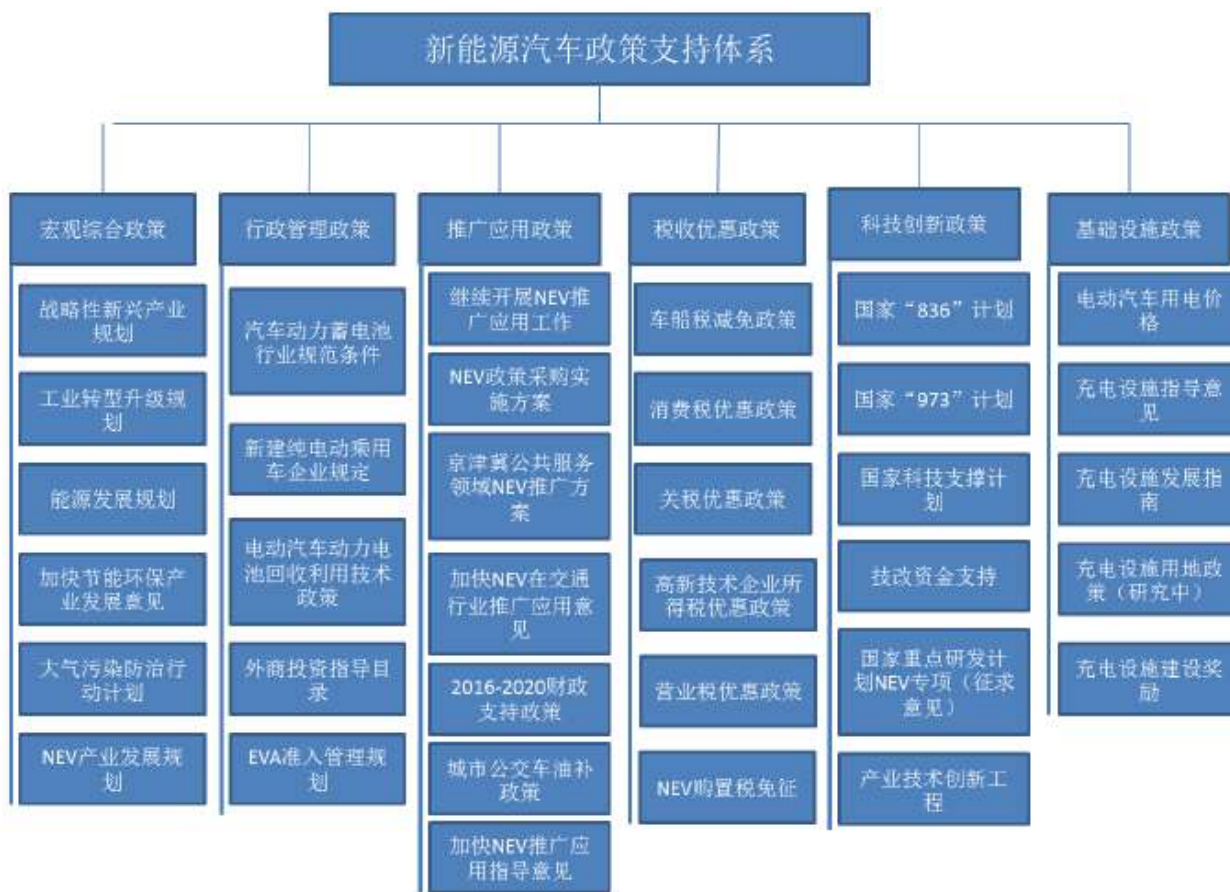 新能源汽车政策支持体系
宏观综合政策
战略性新兴产业
规划
工业转型升级规
划
能源发展规划
加快节能环保产
业发展意见
大气污染防治行
动计划
NEV产业发展规
划
行政管理政策
汽车动力蓄电池
行业规范条件
新建纯电动乘用
车企业规定
电动汽车动力电
池回收利用技术
政策
外商投资指导目
录
EVA准入管理规
划
推广应用政策
继续开展NEV推
广应用工作
NEV政策采购实
施方案
京津冀公共服务
领域NEV推广方
案
加快NEV在交通
行业推广应用意
见
2016-2020财政
支持政策
城市公交车油补
政策
加快NEV推广应
用指导意见
税收优惠政策
车船税减免政策
消费税优惠政策
关税优惠政策
高新技术企业所
得税优惠政策
营业税优惠政策
NEV购置税免征
科技创新政策
国家“836”计划
国家“973”计划
国家科技支撑计
划
技改资金支持
国家重点研发计
划NEV专项（征求
意见）
产业技术创新工
程
基础设施政策
电动汽车用电价
格
充电设施指导意
见
充电设施发展指
南
充电设施用地政
策（研究中）
充电设施建设奖
励